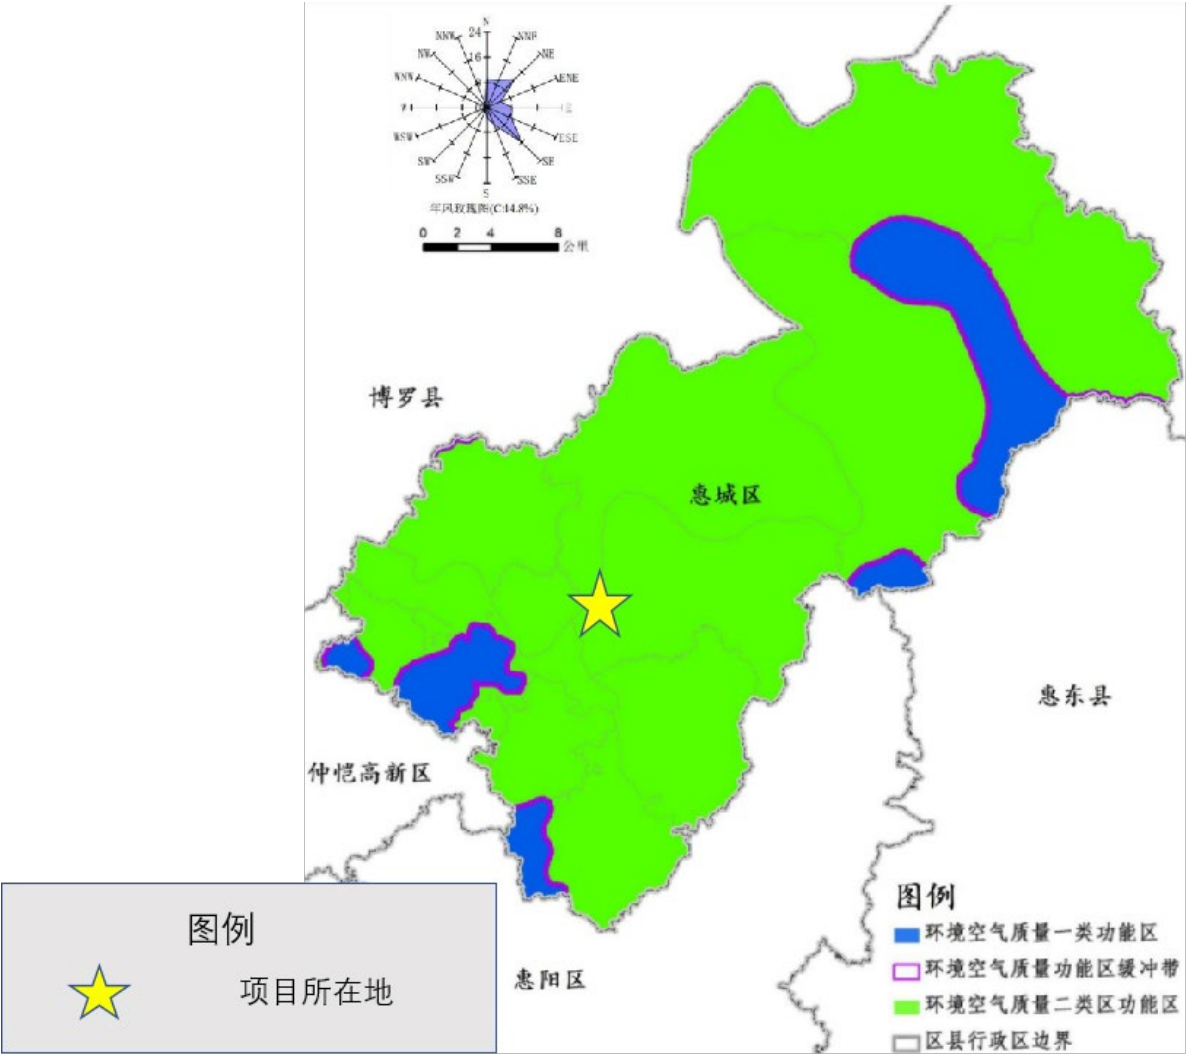 N
NNW
24
NNE
NW
16
NE
WNW
8
ENE
W
E
WSW
ESE
SW
SE
SSW
SSE
S
年风玫瑰图(C:14.8%)
0 2 4 8
公里
博罗县
惠城区
惠东县
仲恺高新区
惠阳区
图例
环境空气质量一类功能区
环境空气质量功能区缓冲带
环境空气质量二类区功能区
区县行政区边界
图例
项目所在地